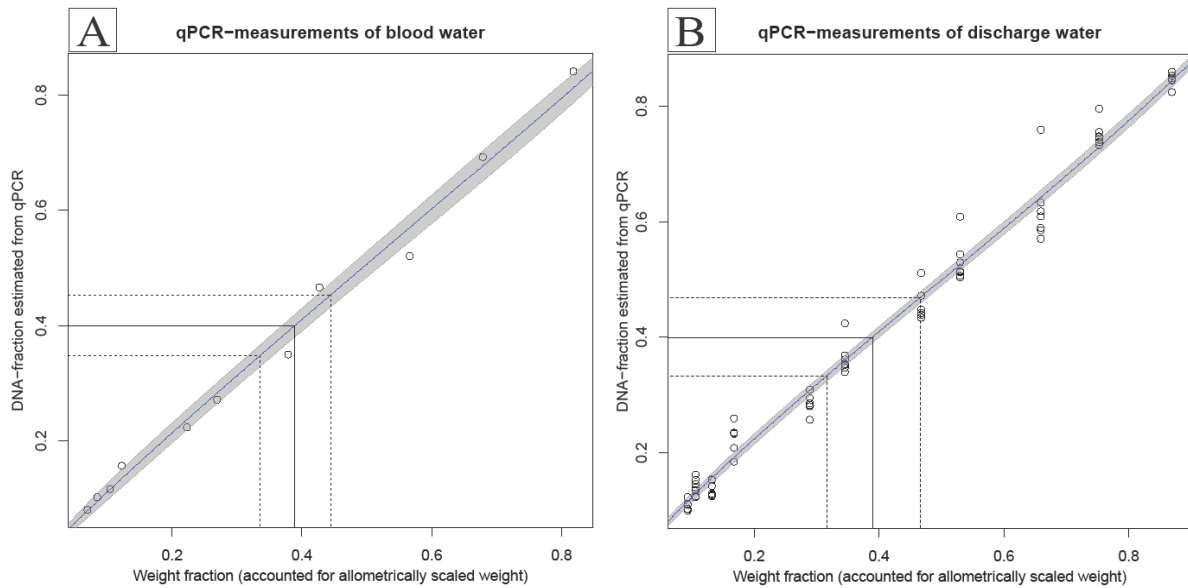 A
qPCR−measurements of blood water
DNA−fraction estimated from qPCR
0.8
0.6
0.4
0.2
0.2
0.4
0.6
0.8
Weight fraction (accounted for allometrically scaled weight)
B
qPCR−measurements of discharge water
DNA−fraction estimated from qPCR
0.8
0.6
0.4
0.2
0.2
0.4
0.6
0.8
Weight fraction (accounted for allometrically scaled weight)